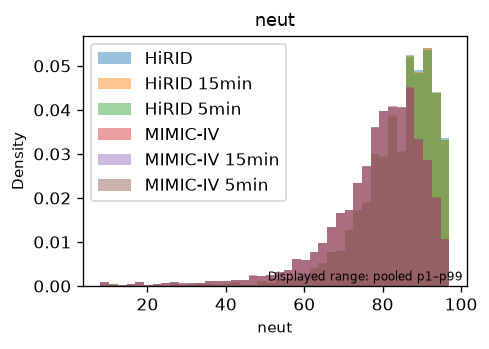 neut
HiRID
HiRID 15min
HiRID 5min
MIMIC-IV
MIMIC-IV 15min
MIMIC-IV 5min
Density
0.05
0.04
0.03
0.02
0.01
0.00
Displayed range: pooled p1–p99
20
40
60
80
100
neut